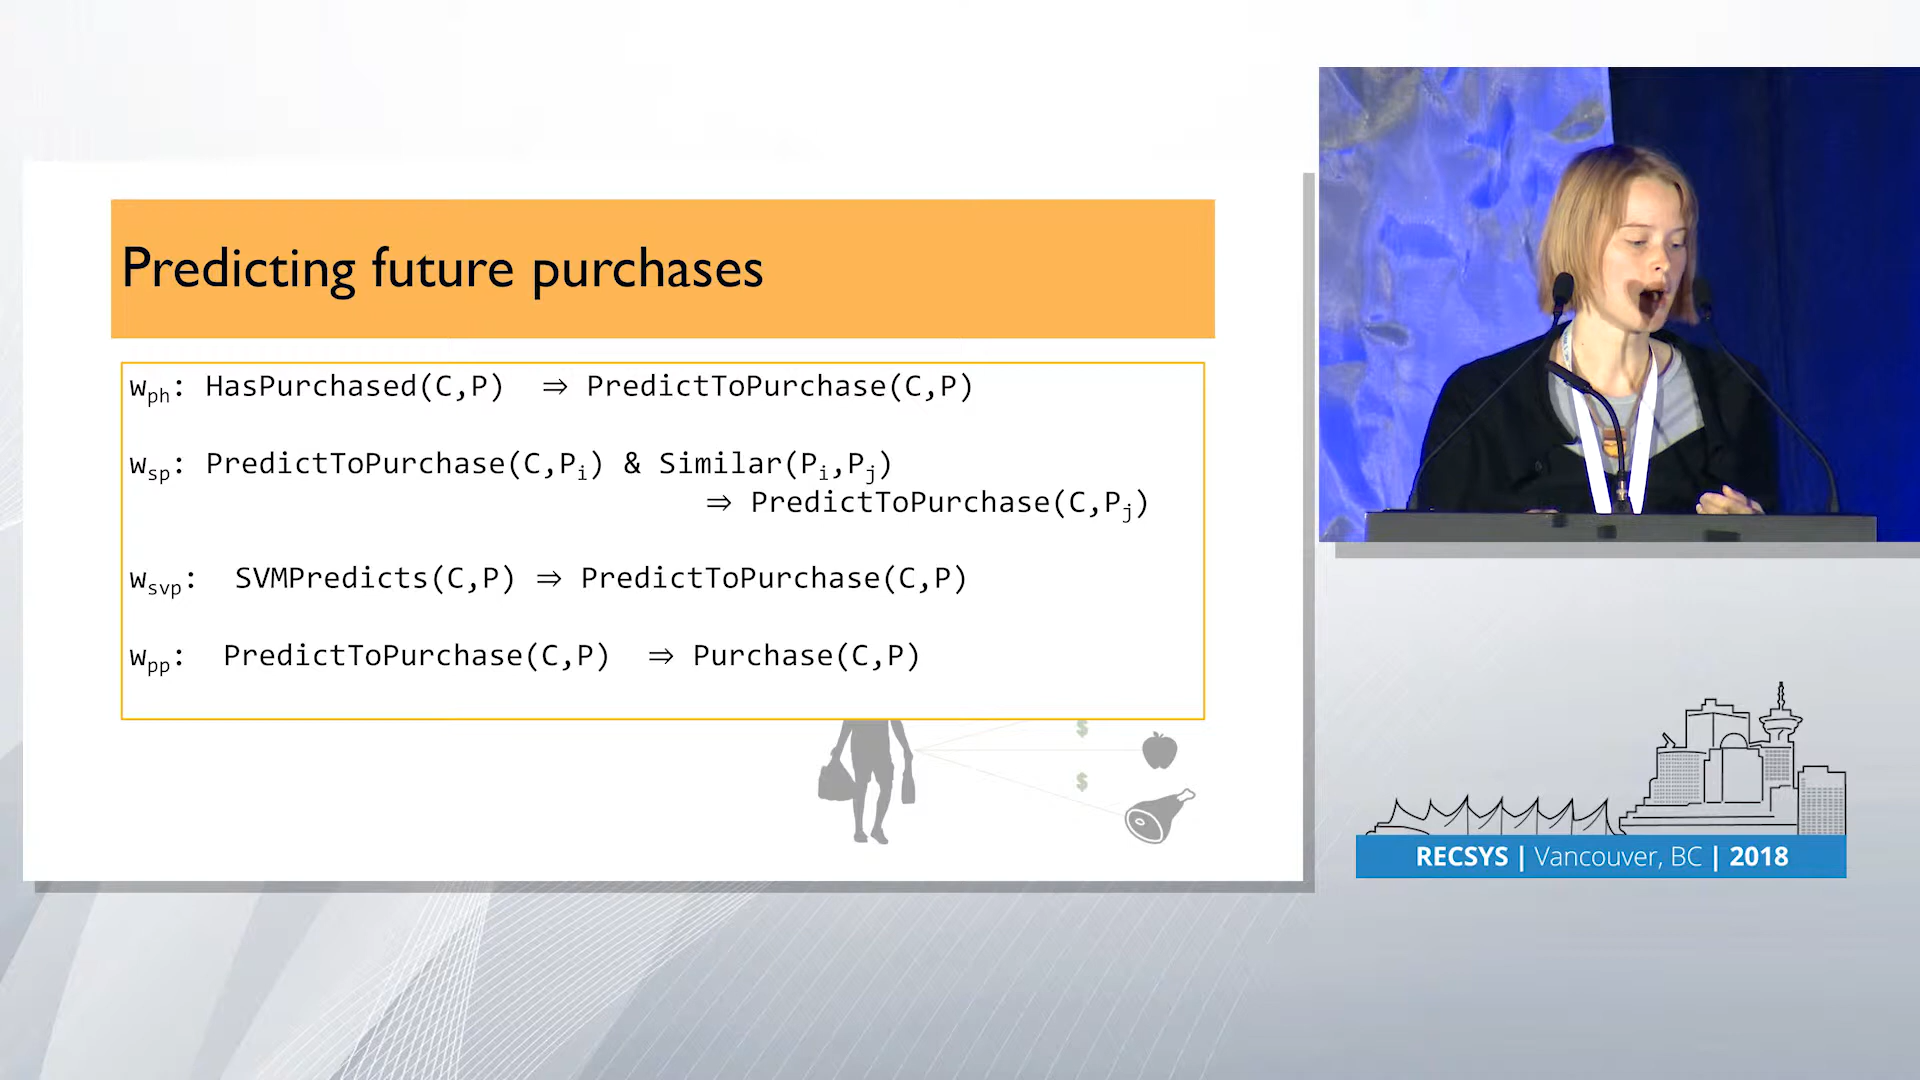 Predicting future purchases
wph: HasPurchased(C,P) ⇒ PredictToPurchase(C,P)
wsp: PredictToPurchase(C,Pi) & Similar(Pi,Pj)
⇒ PredictToPurchase(C,Pj)
wsvp: SVMPredicts(C,P) ⇒ PredictToPurchase(C,P)
wpp: PredictToPurchase(C,P) ⇒ Purchase(C,P)
$
$
RECSYS | Vancouver, BC | 2018